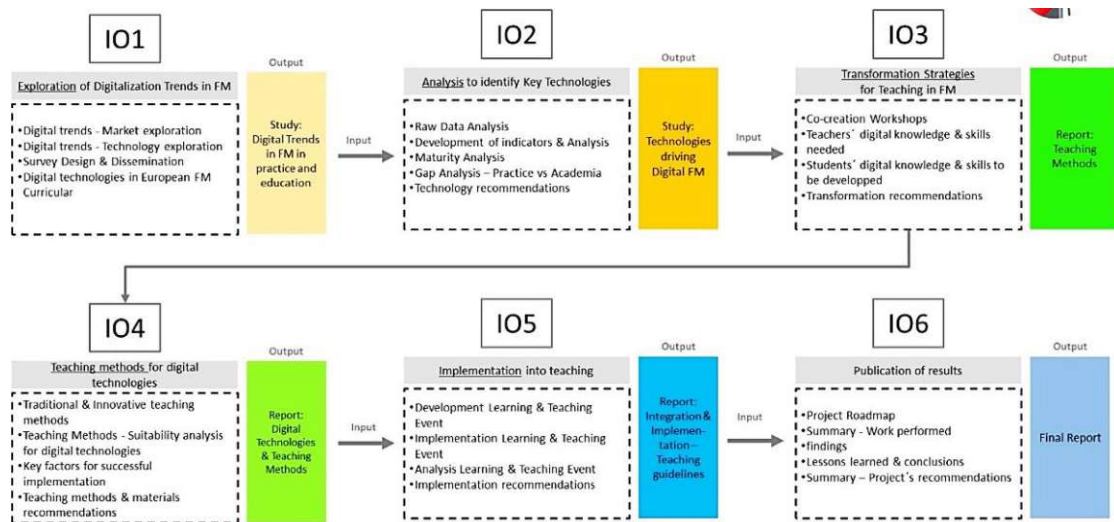 IO1
Exploration of Digitalization Trends in FM
•Digital trends - Market exploration
•Digital trends - Technology exploration
•Survey Design & Dissemination
•Digital technologies in European FM
Curricular
Output
Study:
Digital Trends
in FM in
practice and
education
Input
IO2
Analysis to identify Key Technologies
•Raw Data Analysis
•Development of indicators & Analysis
•Maturity Analysis
•Gap Analysis – Practice vs Academia
•Technology recommendations
Output
Study:
Technologies
driving
Digital FM
Input
IO3
Transformation Strategies
for Teaching in FM
•Co-creation Workshops
•Teachers´ digital knowledge & skills
needed
•Students´ digital knowledge & skills to
be developped
•Transformation recommendations
Output
Report:
Teaching
Methods
IO4
Teaching methods for digital
technologies
•Traditional & Innovative teaching
methods
•Teaching Methods - Suitability analysis
for digital technologies
•Key factors for successful
implementation
•Teaching methods & materials
recommendations
Output
Report:
Digital
Technologies
& Teaching
Methods
Input
IO5
Implementation into teaching
•Development Learning & Teaching
Event
•Implementation Learning & Teaching
Event
•Analysis Learning & Teaching Event
•Implementation recommendations
Output
Report:
Integration &
Implemen-
tation –
Teaching
guidelines
Input
IO6
Publication of results
•Project Roadmap
•Summary - Work performed
•findings
•Lessons learned & conclusions
•Summary – Project´s recommendations
Output
Final Report